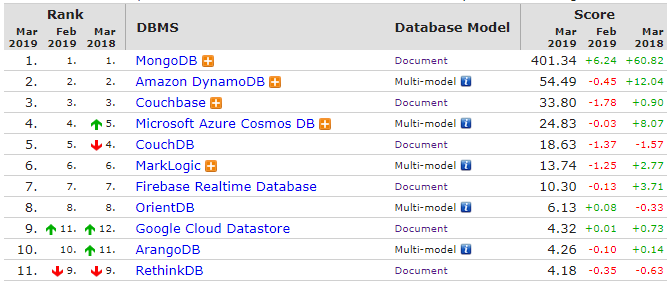 Rank DBMS Database Model Score
Mar 2019 Feb 2019 Mar 2018 Mar 2019 Feb 2019 Mar 2018
1. 1. 1. MongoDB Document 401.34 +6.24 +60.82
2. 2. 2. Amazon DynamoDB Multi-model 54.49 -0.45 +12.04
3. 3. 3. Couchbase Document 33.80 -1.78 +0.90
4. 4. 5. Microsoft Azure Cosmos DB Multi-model 24.83 -0.03 +8.07
5. 5. 4. CouchDB Document 18.63 -1.37 -1.57
6. 6. 6. MarkLogic Multi-model 13.74 -1.25 +2.77
7. 7. 7. Firebase Realtime Database Document 10.30 -0.13 +3.71
8. 8. 8. OrientDB Multi-model 6.13 +0.08 -0.33
9. 11. 12. Google Cloud Datastore Document 4.32 +0.01 +0.73
10. 10. 11. ArangoDB Multi-model 4.26 -0.10 +0.14
11. 9. 9. RethinkDB Document 4.18 -0.35 -0.63